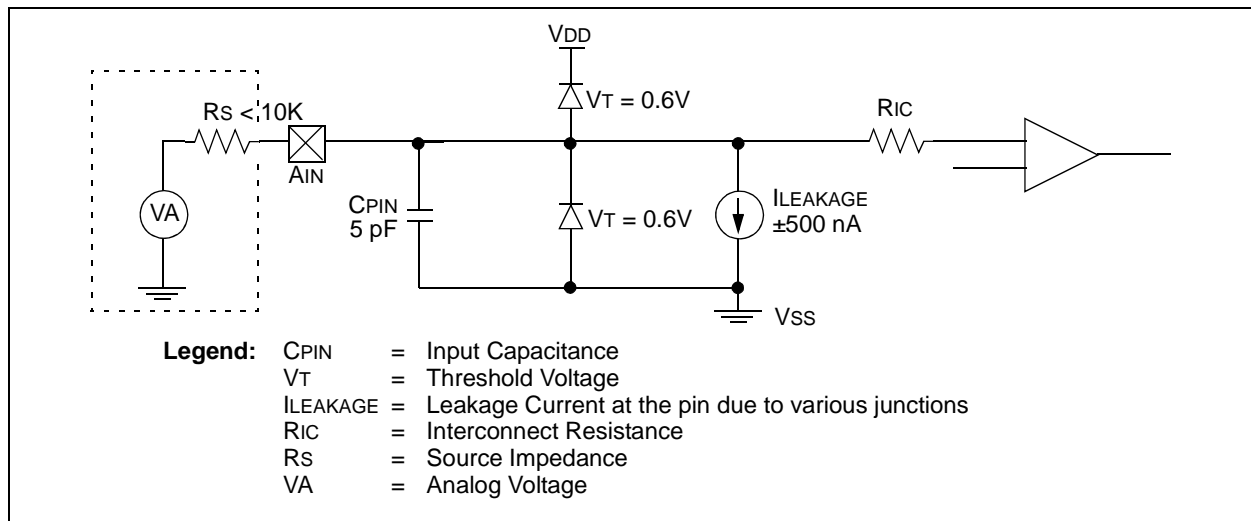 VDD
VT = 0.6V
RS < 10K
RIC
AIN
CPIN
5 pF
VA
VT = 0.6V
ILEAKAGE
±500 nA
VSS
Legend: CPIN = Input Capacitance
VT = Threshold Voltage
ILEAKAGE = Leakage Current at the pin due to various junctions
RIC = Interconnect Resistance
RS = Source Impedance
VA = Analog Voltage